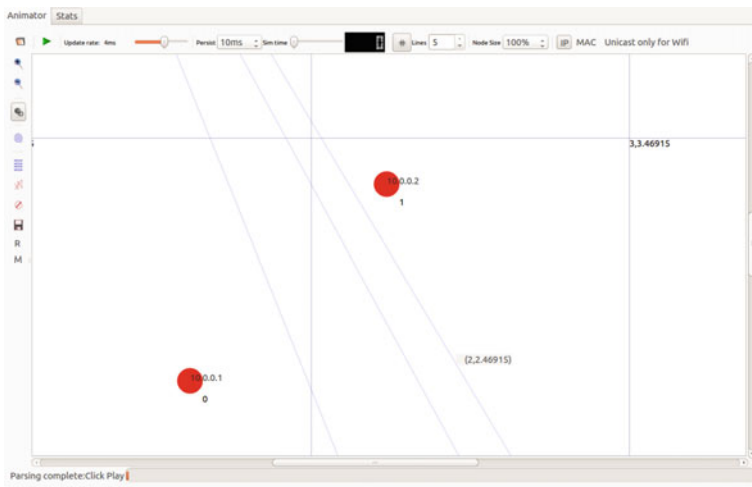 Animator Stats
Update rate: 4ms Persist 10ms Sim time 0 # Lines 5 Node Size 100% IP MAC Unicast only for Wifi
3,3.46915
10.0.0.2
1
(2,2.46915)
10.0.0.1
0
R
M
Parsing complete:Click Play